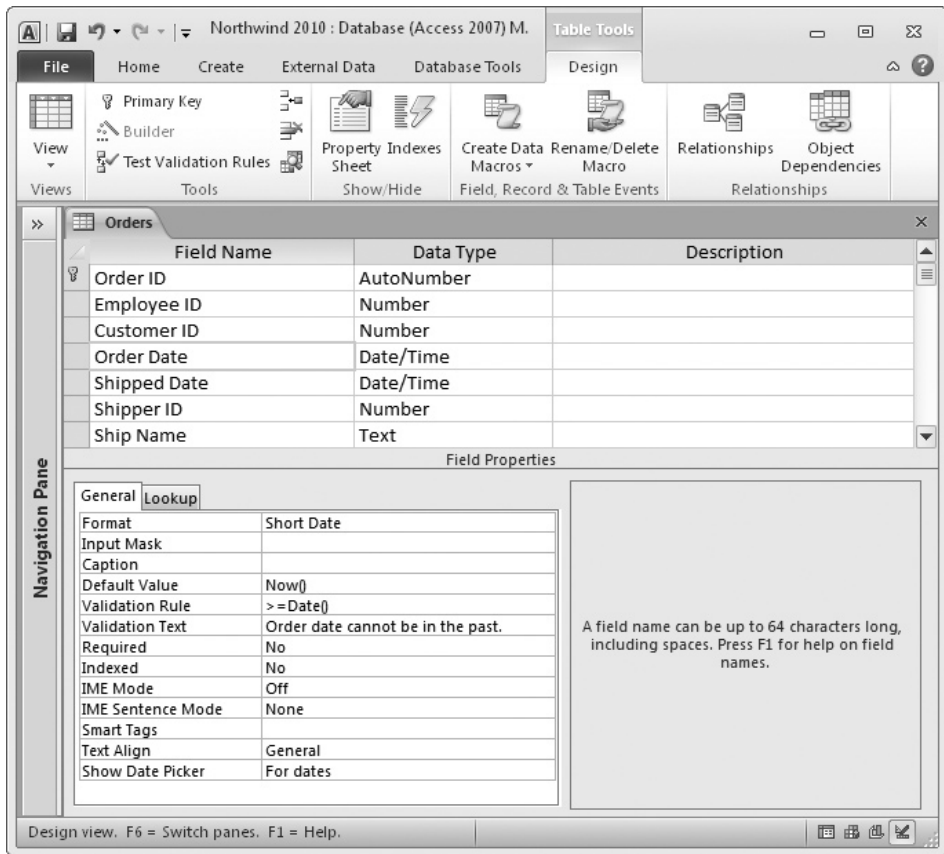 A
Northwind 2010 : Database (Access 2007) M.
Table Tools
File Home Create External Data Database Tools Design
View
Views
Primary Key
Builder
Test Validation Rules
Tools
Property Sheet
Indexes
Show/Hide
Create Data Macros
Rename/Delete Macro
Field, Record & Table Events
Relationships
Object Dependencies
Relationships
Navigation Pane
Orders
Field Name Data Type Description
Order ID AutoNumber
Employee ID Number
Customer ID Number
Order Date Date/Time
Shipped Date Date/Time
Shipper ID Number
Ship Name Text
Field Properties
General Lookup
Format Short Date
Input Mask
Caption
Default Value Now()
Validation Rule >=Date()
Validation Text Order date cannot be in the past.
Required No
Indexed No
IME Mode Off
IME Sentence Mode None
Smart Tags
Text Align General
Show Date Picker For dates
A field name can be up to 64 characters long,
including spaces. Press F1 for help on field
names.
Design view. F6 = Switch panes. F1 = Help.